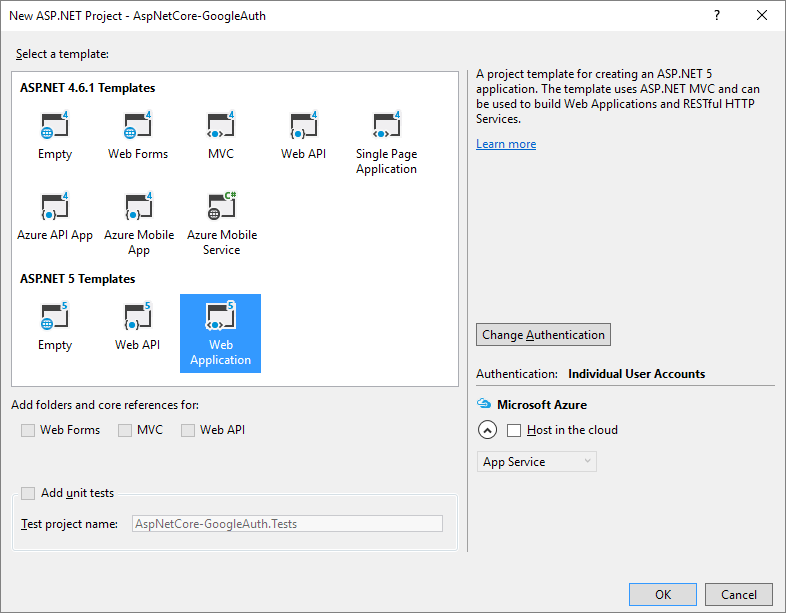 New ASP.NET Project - AspNetCore-GoogleAuth
?
Select a template:
ASP.NET 4.6.1 Templates
4 4 4 4 4
Empty Web Forms MVC Web API Single Page
Application
4 4 C#
Azure API App Azure Mobile Azure Mobile
App Service
ASP.NET 5 Templates
5 5 5
Empty Web API Web
Application
Add folders and core references for:
Web Forms MVC Web API
Add unit tests
Test project name: AspNetCore-GoogleAuth.Tests
A project template for creating an ASP.NET 5
application. The template uses ASP.NET MVC and can
be used to build Web Applications and RESTful HTTP
Services.
Learn more
Change Authentication
Authentication: Individual User Accounts
Microsoft Azure
Host in the cloud
App Service
OK Cancel